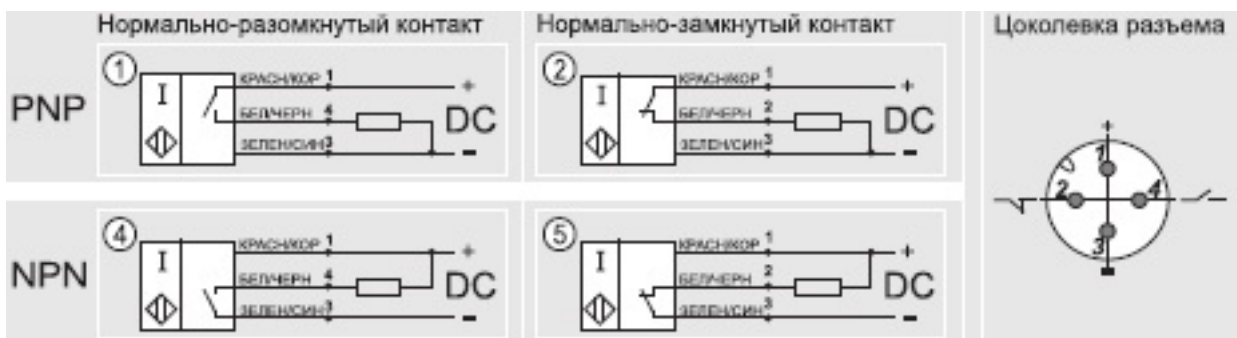 Нормально-разомкнутый контакт
Нормально-замкнутый контакт
Цоколевка разъема
PNP
1
I
КРАСН/КОР 1
БЕЛ/ЧЕРН 4
ЗЕЛЕН/СИН 3
+
DC
-
2
I
КРАСН/КОР 1
БЕЛ/ЧЕРН 2
ЗЕЛЕН/СИН 3
+
DC
-
NPN
4
I
КРАСН/КОР 1
БЕЛ/ЧЕРН 4
ЗЕЛЕН/СИН 3
+
DC
-
5
I
КРАСН/КОР 1
БЕЛ/ЧЕРН 2
ЗЕЛЕН/СИН 3
+
DC
-
+
1
2
4
3
-